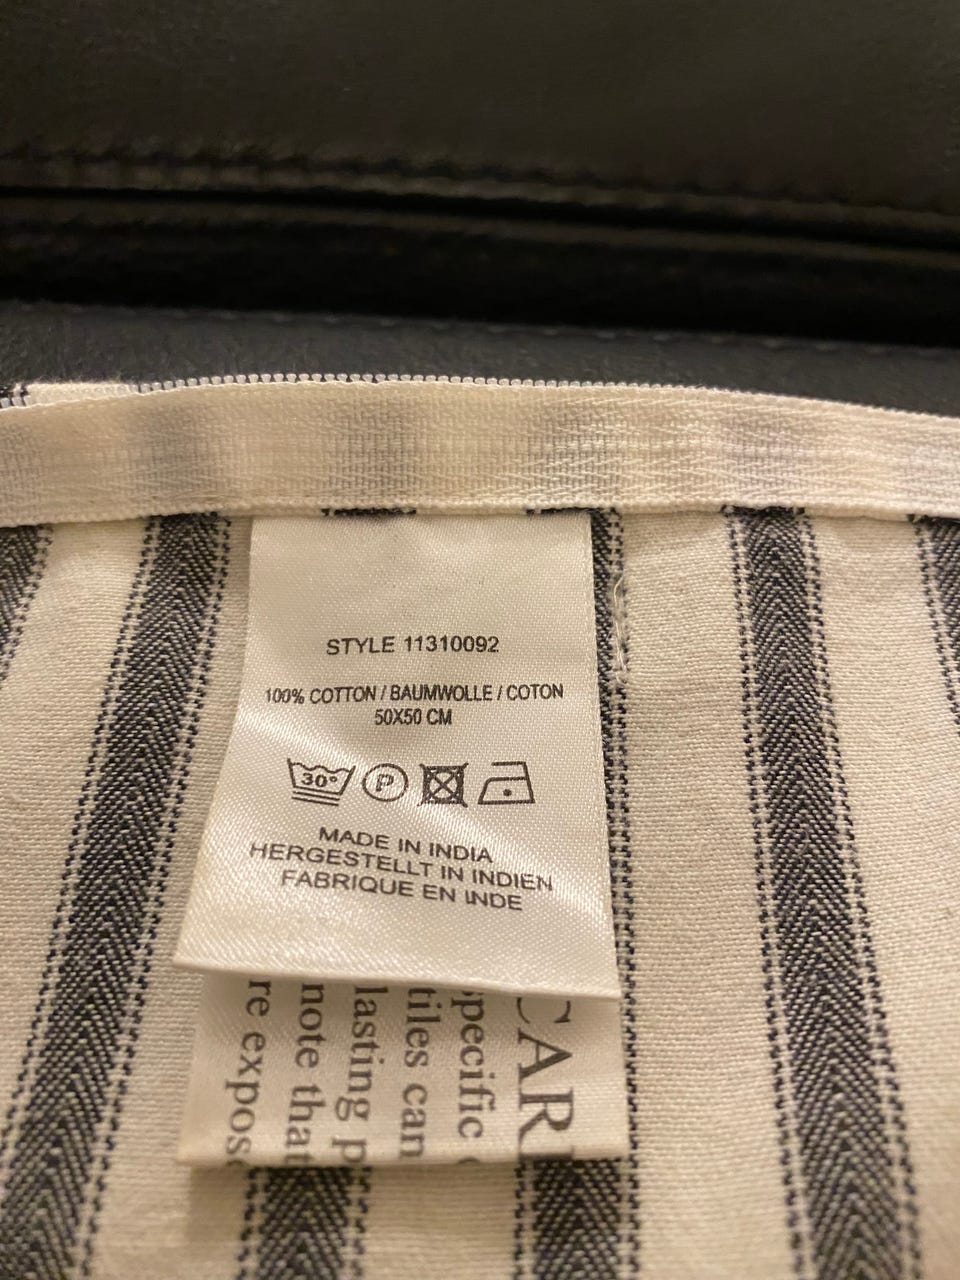 STYLE 11310092
100% COTTON / BAUMWOLLE / COTON
50X50 CM
30°
P
MADE IN INDIA
HERGESTELLT IN INDIEN
FABRIQUE EN INDE
CAR
pecific
tiles can
lasting p
note that
re expos